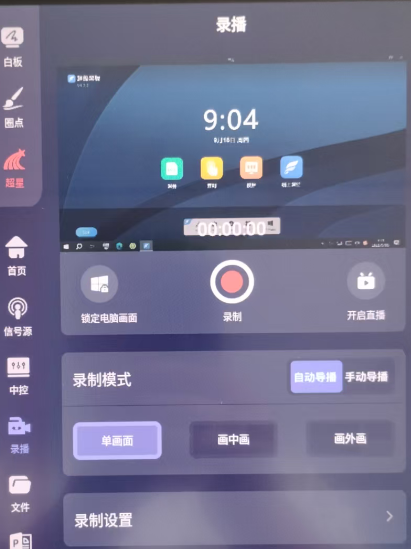 录播
白板
圈点
超星
首页
信号源
中控
录播
文件
9:04
00:00:00
锁定电脑画面
录制
开启直播
录制模式
自动导播
手动导播
单画面
画中画
画外画
录制设置